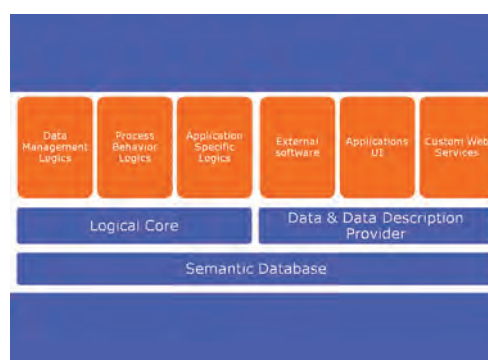 Data
Management
Logics
Process
Behavior
Logics
Application
Specific
Logics
External
software
Applications
UI
Custom Web
Services
Logical Core
Data & Data Description
Provider
Semantic Database